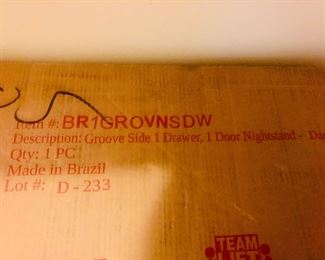 Item #: BR1GROVNSDW
Description: Groove Side 1 Drawer, 1 Door Nightstand - Da
Qty: 1 PC
Made in Brazil
Lot #: D - 233
TEAM
LIFT